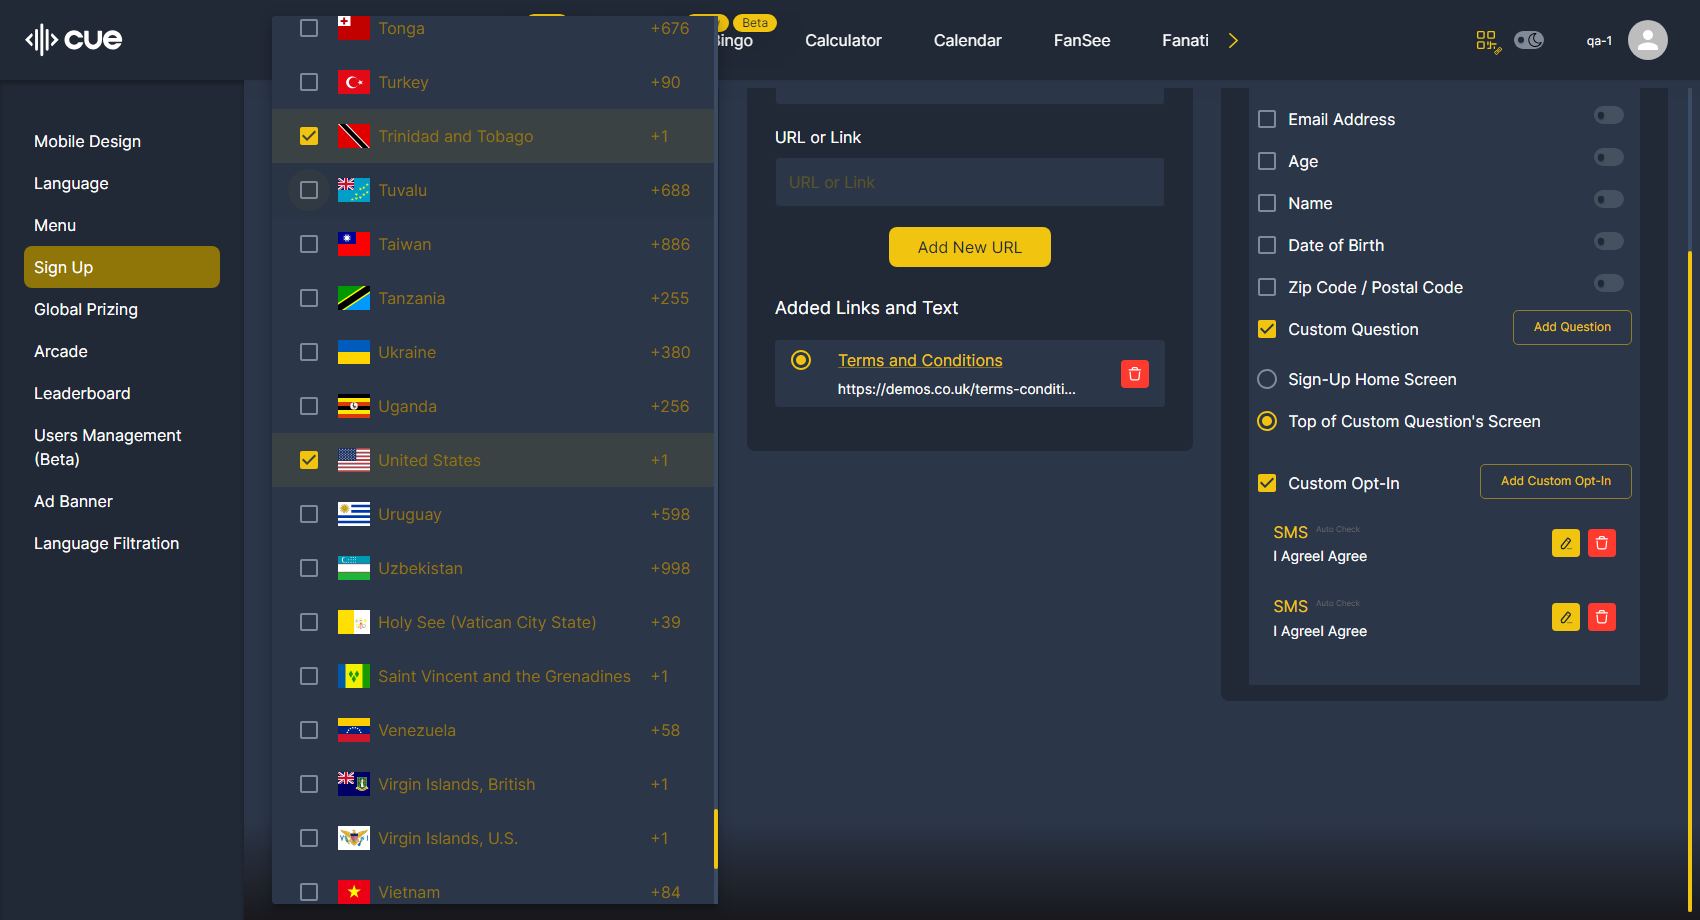 cue
Beta
Bingo
Calculator
Calendar
FanSee
Fanati
qa-1
Mobile Design
Language
Menu
Sign Up
Global Prizing
Arcade
Leaderboard
Users Management
(Beta)
Ad Banner
Language Filtration
Tonga +676
Turkey +90
Trinidad and Tobago +1
Tuvalu +688
Taiwan +886
Tanzania +255
Ukraine +380
Uganda +256
United States +1
Uruguay +598
Uzbekistan +998
Holy See (Vatican City State) +39
Saint Vincent and the Grenadines +1
Venezuela +58
Virgin Islands, British +1
Virgin Islands, U.S. +1
Vietnam +84
URL or Link
URL or Link
Add New URL
Added Links and Text
Terms and Conditions
https://demos.co.uk/terms-conditi...
Email Address
Age
Name
Date of Birth
Zip Code / Postal Code
Custom Question
Add Question
Sign-Up Home Screen
Top of Custom Question's Screen
Custom Opt-In
Add Custom Opt-In
SMS Auto Check
I AgreeI Agree
SMS Auto Check
I AgreeI Agree